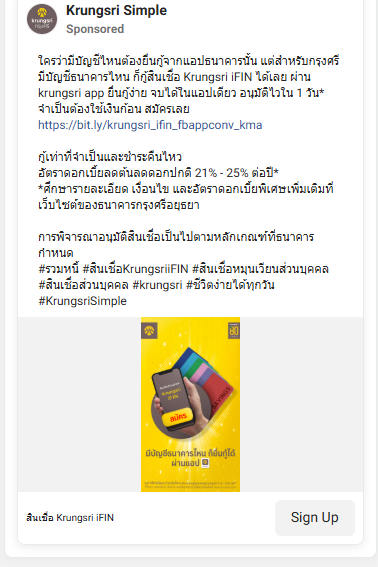 Krungsri Simple
Sponsored
ใครว่ามีบัญชีไหนต้องยื่นกู้จากแอปธนาคารนั้น แต่สำหรับกรุงศรี
มีบัญชีธนาคารไหน ก็กู้สินเชื่อ Krungsri iFIN ได้เลย ผ่าน
krungsri app ยื่นกู้ง่าย จบได้ในแอปเดียว อนุมัติไวใน 1 วัน*
จำเป็นต้องใช้เงินก้อน สมัครเลย
https://bit.ly/krungsri_ifin_fbappconv_kma
กู้เท่าที่จำเป็นและชำระคืนไหว
อัตราดอกเบี้ยลดต้นลดดอกปกติ 21% - 25% ต่อปี*
*ศึกษารายละเอียด เงื่อนไข และอัตราดอกเบี้ยพิเศษเพิ่มเติมที่
เว็บไซต์ของธนาคารกรุงศรีอยุธยา
การพิจารณาอนุมัติสินเชื่อเป็นไปตามหลักเกณฑ์ที่ธนาคาร
กำหนด
#รวมหนี้ #สินเชื่อKrungsriiFIN #สินเชื่อหมุนเวียนส่วนบุคคล
#สินเชื่อส่วนบุคคล #krungsri #ชีวิตง่ายได้ทุกวัน
#KrungsriSimple
Krungsri
iFIN
สมัคร
มีบัญชีธนาคารไหน ก็ยื่นกู้ได้
ผ่านแอป
สินเชื่อ Krungsri iFIN
Sign Up